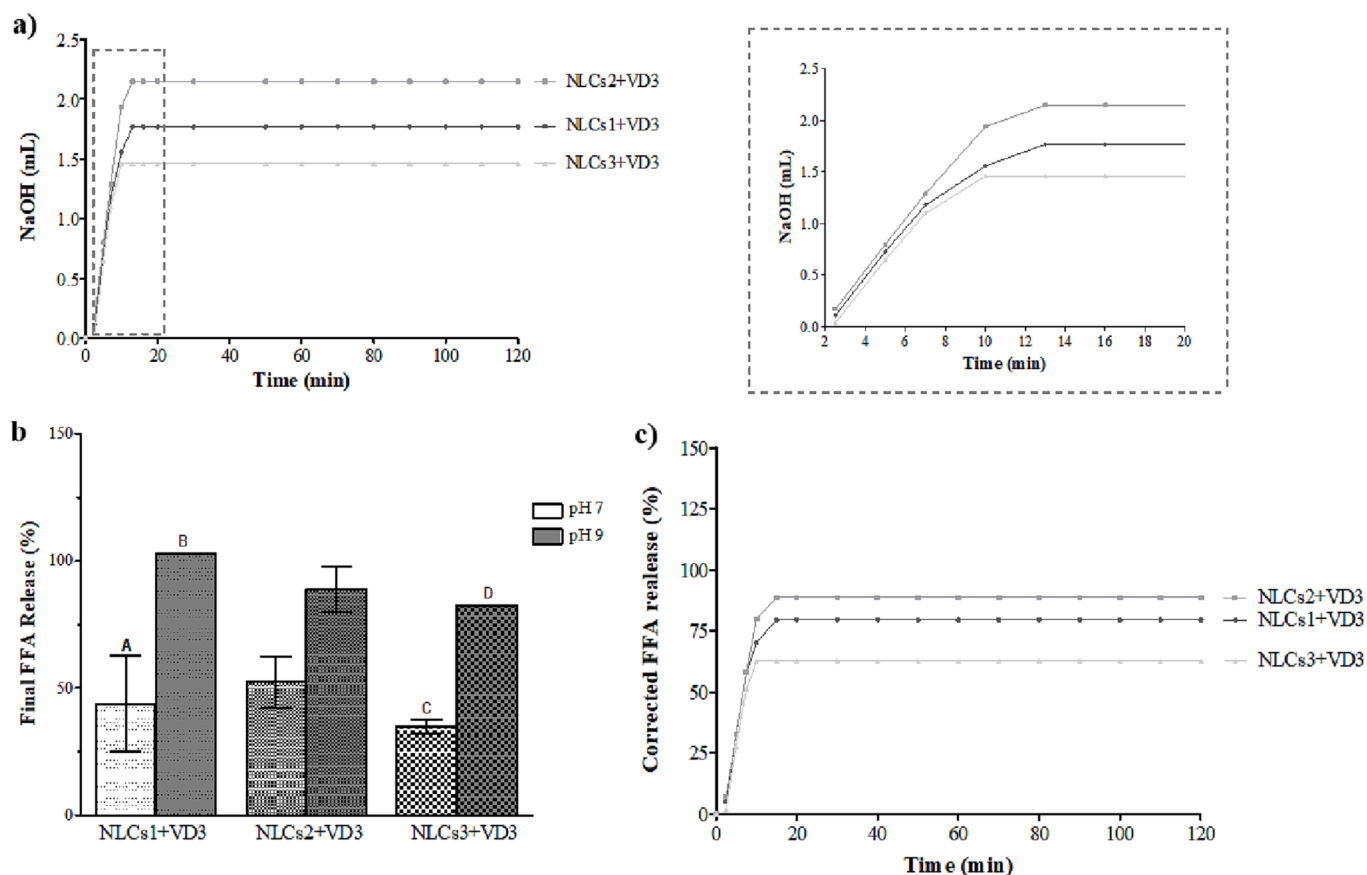 a)
2.5
2.0
1.5
1.0
0.5
0.0
NaOH (mL)
0 20 40 60 80 100 120
Time (min)
NLCs2+VD3
NLCs1+VD3
NLCs3+VD3
2.5
2.0
1.5
1.0
0.5
0.0
NaOH (mL)
2 4 6 8 10 12 14 16 18 20
Time (min)
b
150
100
50
0
Final FFA Release (%)
A
B
C
D
pH 7
pH 9
NLCs1+VD3 NLCs2+VD3 NLCs3+VD3
c)
150
125
100
75
50
25
0
Corrected FFA realease (%)
0 20 40 60 80 100 120
Time (min)
NLCs2+VD3
NLCs1+VD3
NLCs3+VD3